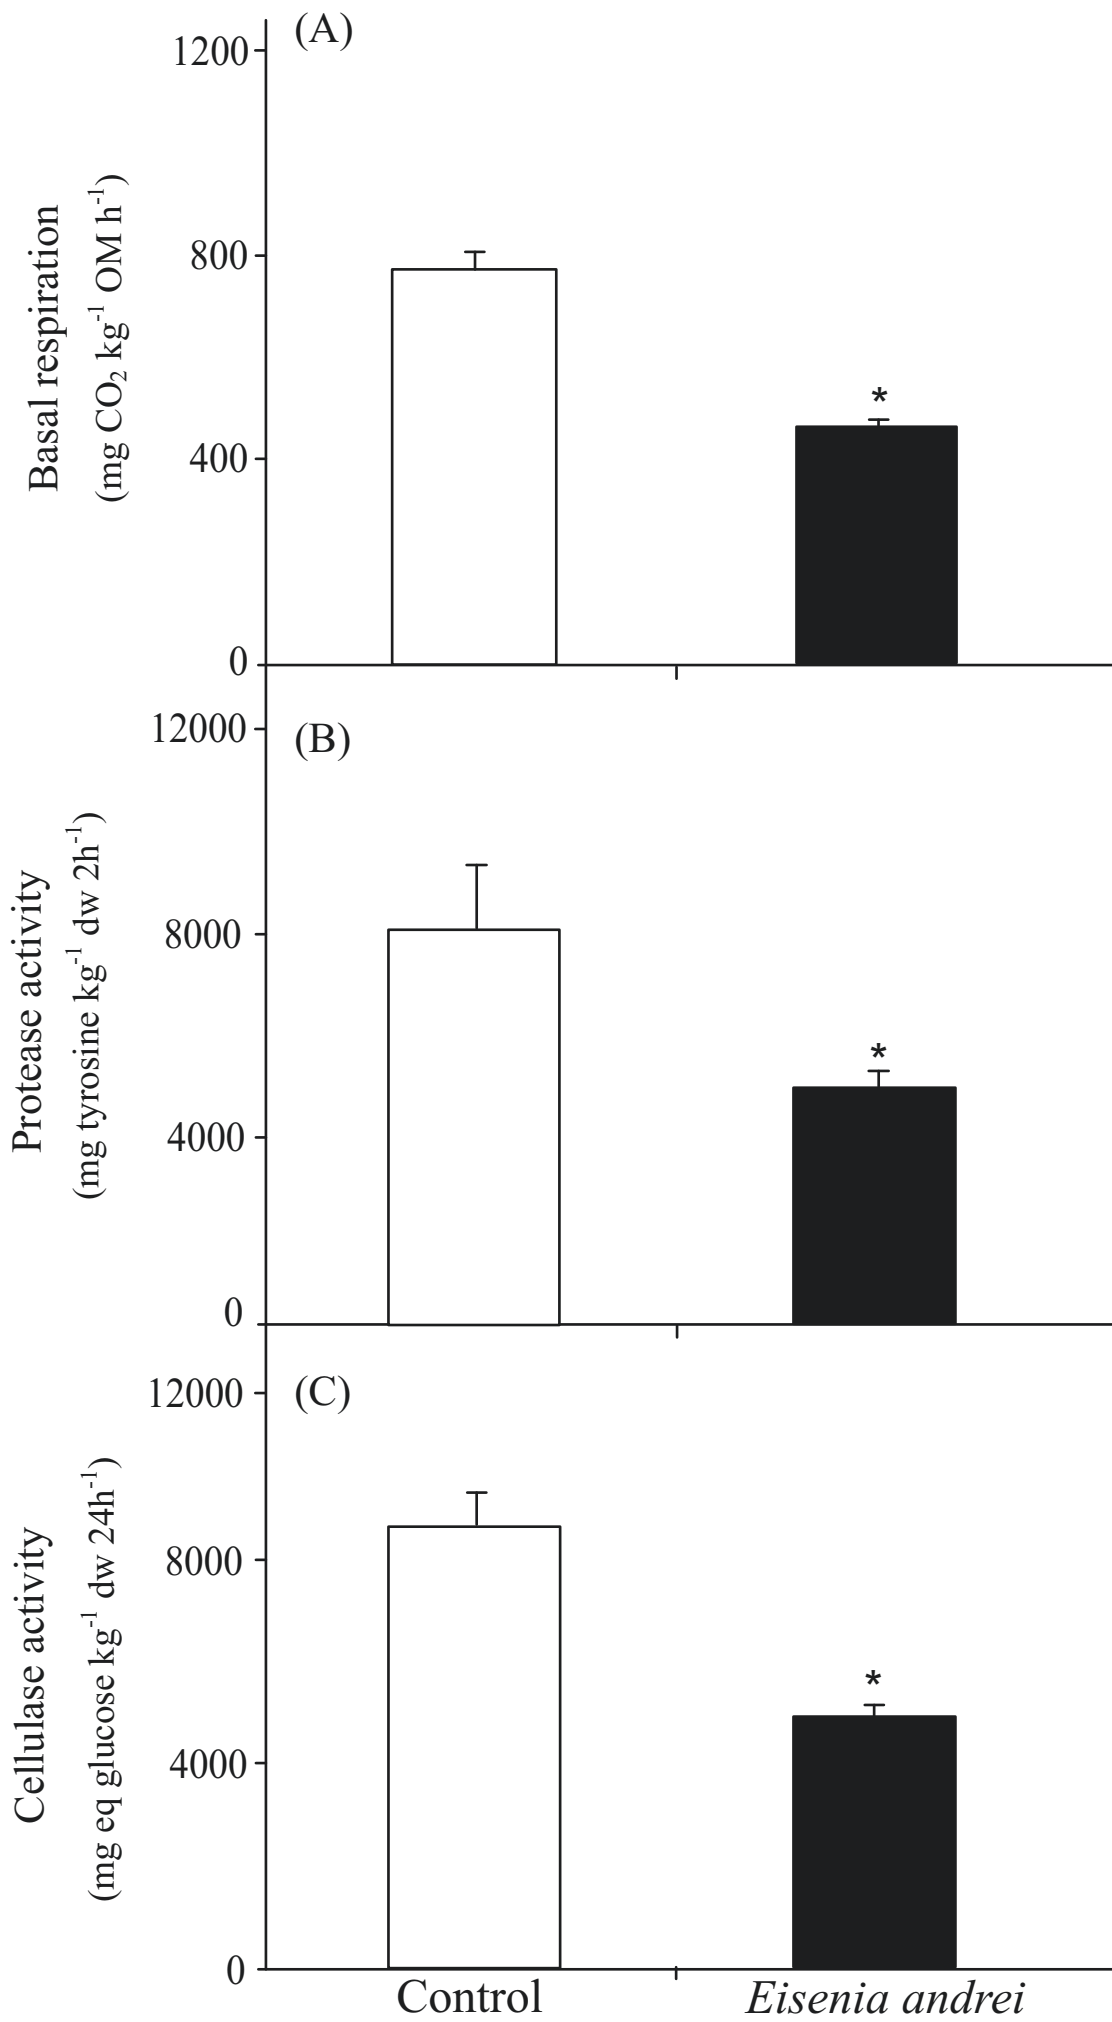 (A)
1200
800
400
0
Basal respiration
(mg CO₂ kg⁻¹ OM h⁻¹)
*
(B)
12000
8000
4000
0
Protease activity
(mg tyrosine kg⁻¹ dw 2h⁻¹)
*
(C)
12000
8000
4000
0
Cellulase activity
(mg eq glucose kg⁻¹ dw 24h⁻¹)
*
Control
Eisenia andrei